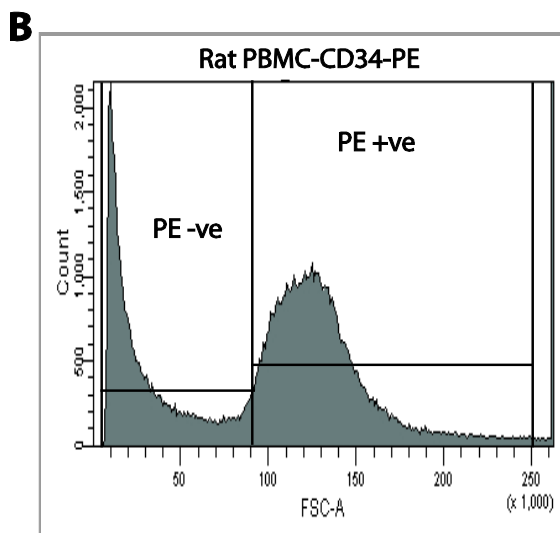 B
Rat PBMC-CD34-PE
PE +ve
PE -ve
Count
2,000
1,500
1,000
500
0
50 100 150 200 250
(x 1,000)
FSC-A